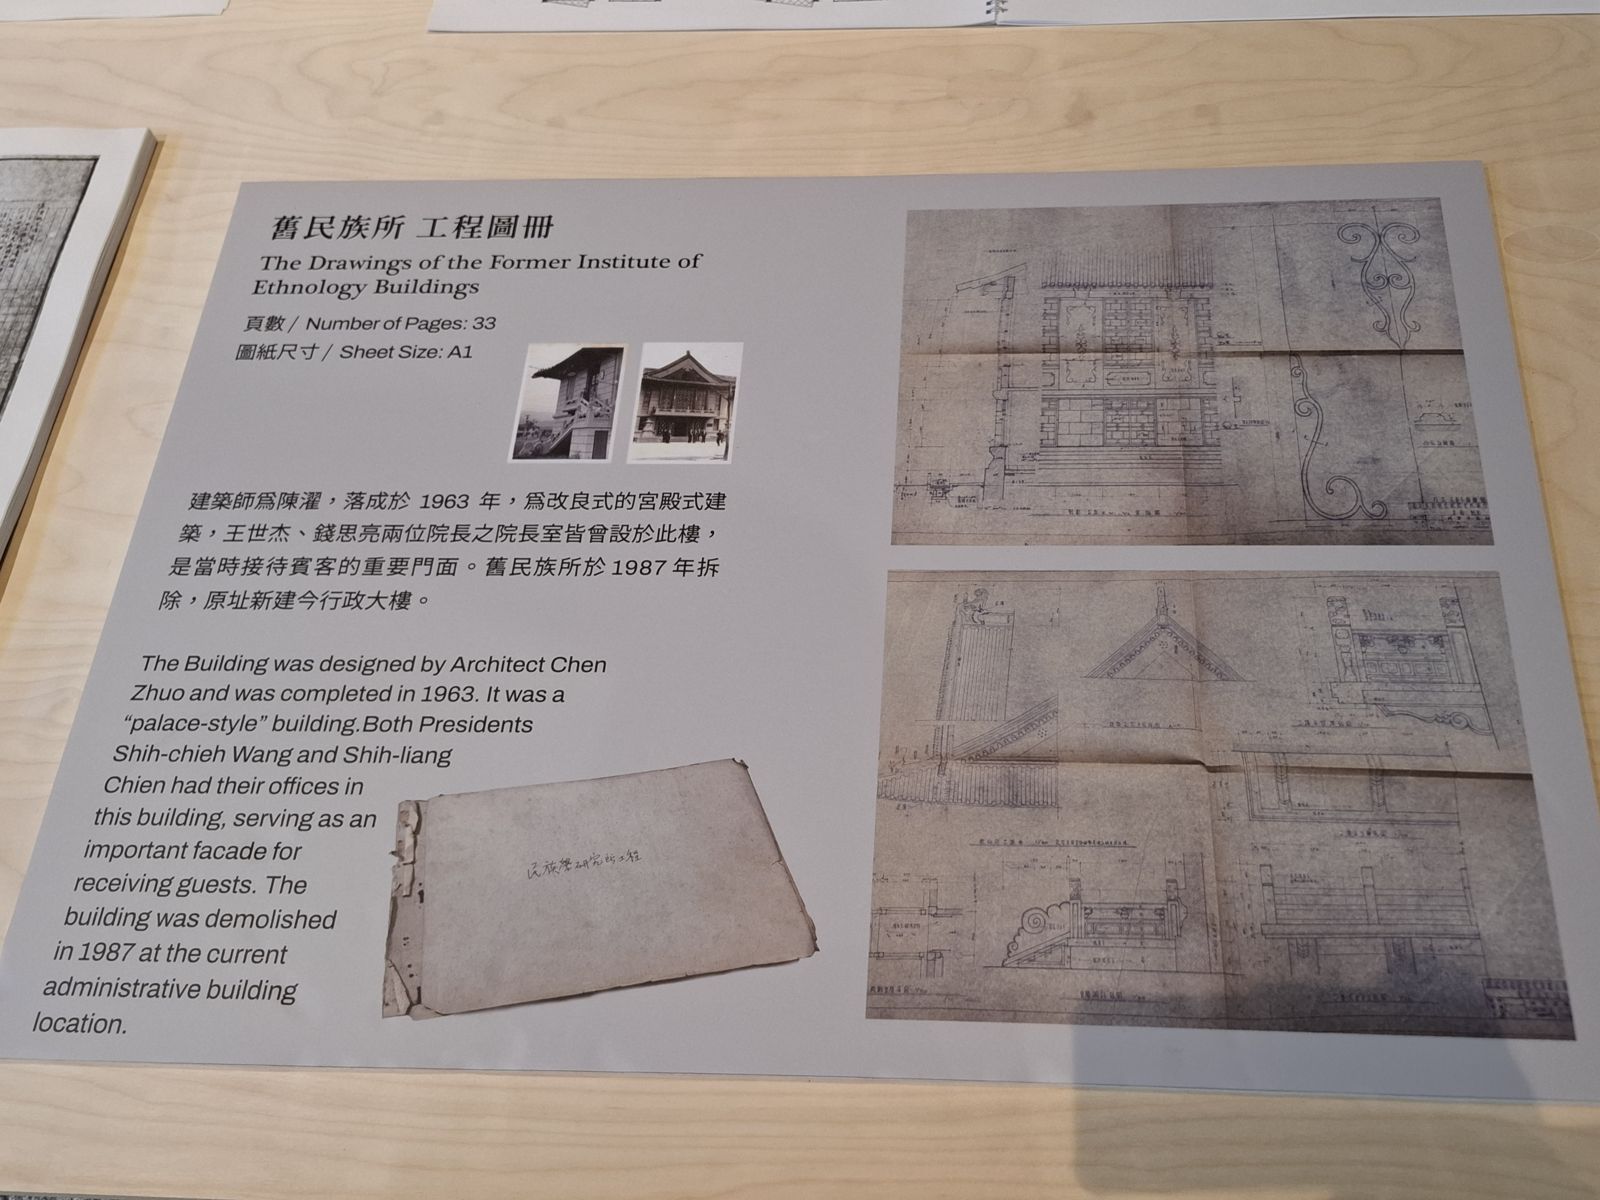 舊民族所 工程圖冊
The Drawings of the Former Institute of
Ethnology Buildings
頁數 / Number of Pages: 33
圖紙尺寸 / Sheet Size: A1
建築師爲陳濯，落成於 1963 年，爲改良式的宮殿式建
築，王世杰、錢思亮兩位院長之院長室皆曾設於此樓，
是當時接待賓客的重要門面。舊民族所於 1987 年拆
除，原址新建今行政大樓。
The Building was designed by Architect Chen
Zhuo and was completed in 1963. It was a
“palace-style” building.Both Presidents
Shih-chieh Wang and Shih-liang
Chien had their offices in
this building, serving as an
important facade for
receiving guests. The
building was demolished
in 1987 at the current
administrative building
location.
民族學研究所工程